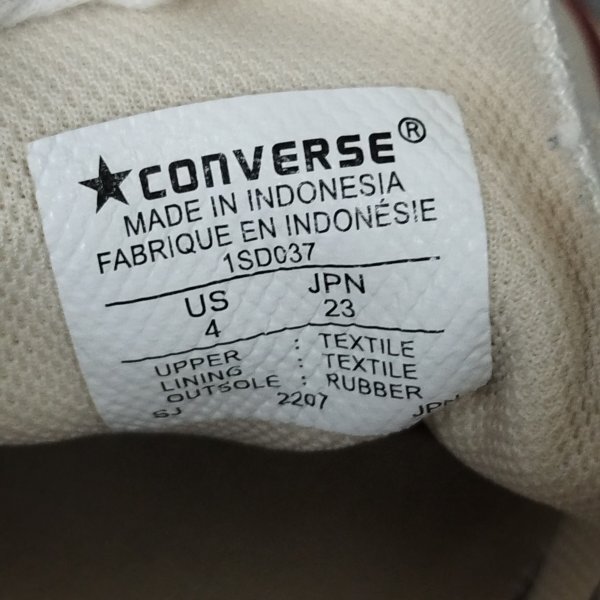 ★CONVERSE®
MADE IN INDONESIA
FABRIQUE EN INDONÉSIE
1SD037
US JPN
4 23
UPPER : TEXTILE
LINING : TEXTILE
OUTSOLE : RUBBER
SJ 2207